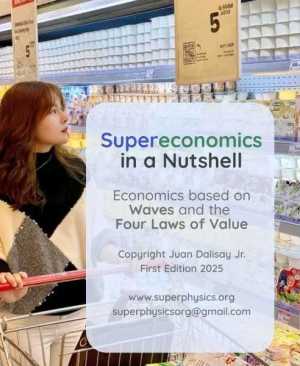 5
5
Supereconomics
in a Nutshell
Economics based on
Waves and the
Four Laws of Value
Copyright Juan Dalisay Jr.
First Edition 2025
www.superphysics.org
superphysicsorg@gmail.com